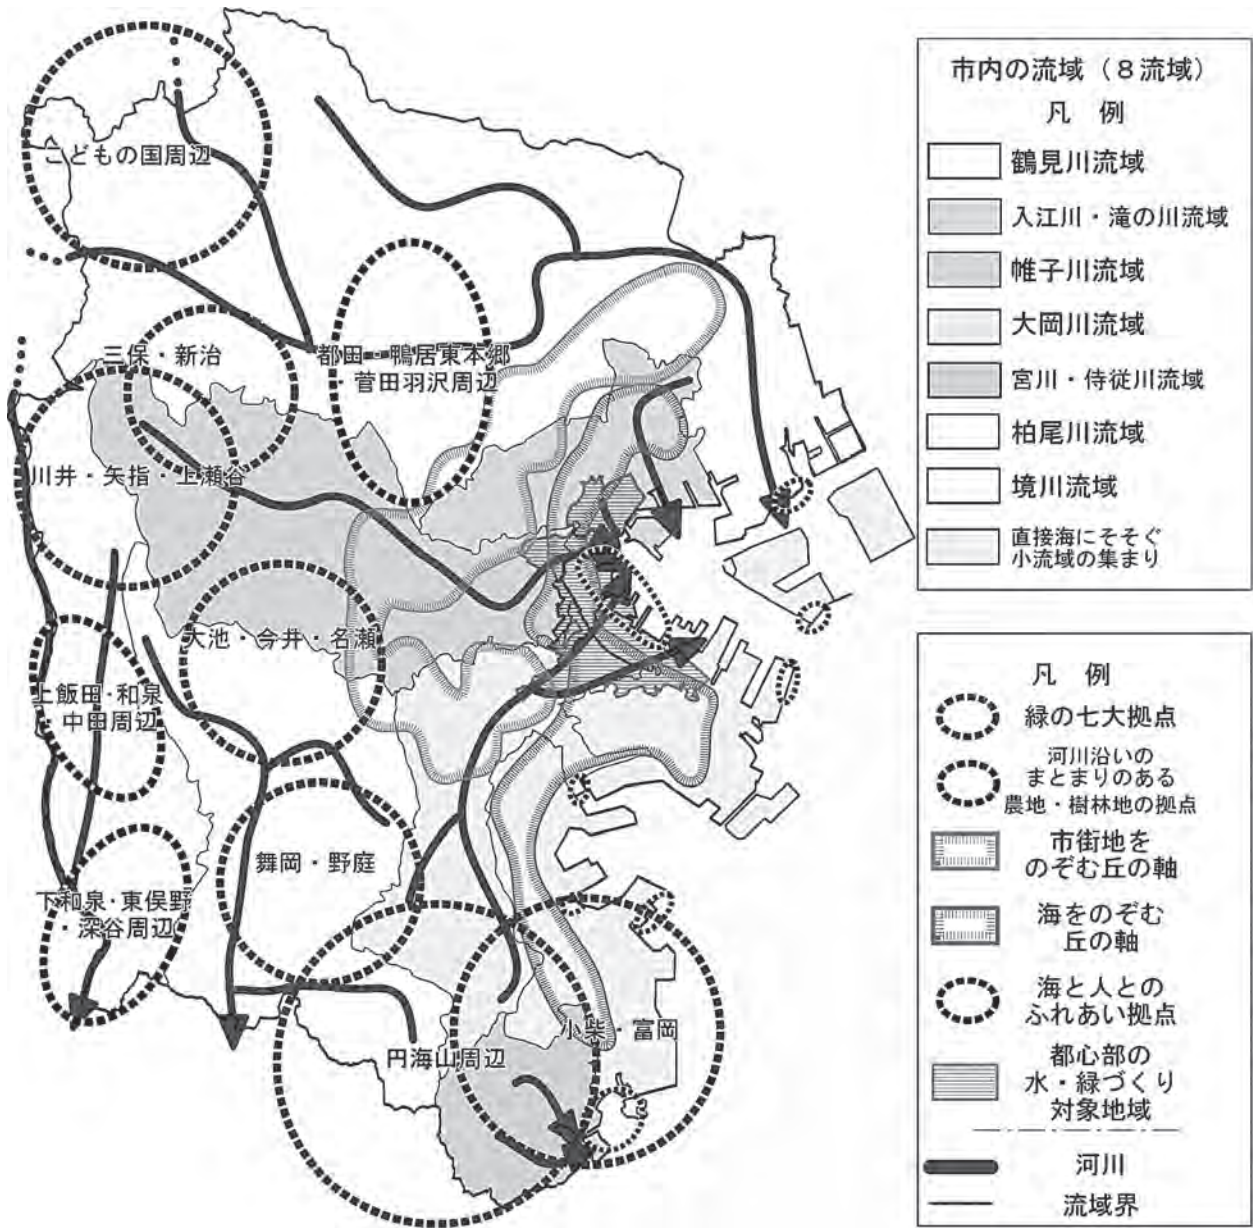 こどもの国周辺
三保・新治
都田・鴨居東本郷
・菅田羽沢周辺
川井・矢指・上瀬谷
大池・今井・名瀬
上飯田・和泉
・中田周辺
舞岡・野庭
下和泉・東俣野
・深谷周辺
小柴・富岡
円海山周辺
市内の流域（８流域）
凡　例
鶴見川流域
入江川・滝の川流域
帷子川流域
大岡川流域
宮川・侍従川流域
柏尾川流域
境川流域
直接海にそそぐ
小流域の集まり
凡　例
緑の七大拠点
河川沿いの
まとまりのある
農地・樹林地の拠点
市街地を
のぞむ丘の軸
海をのぞむ
丘の軸
海と人との
ふれあい拠点
都心部の
水・緑づくり
対象地域
河川
流域界